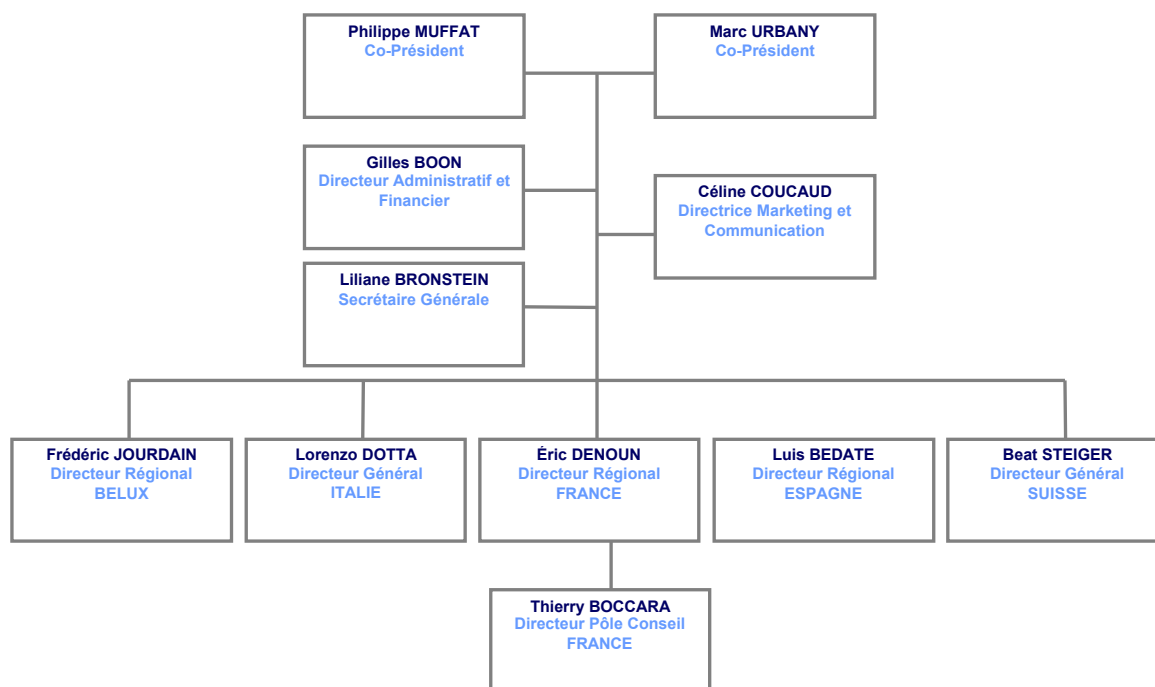 Philippe MUFFAT
Co-Président
Marc URBANY
Co-Président
Gilles BOON
Directeur Administratif et
Financier
Céline COUCAUD
Directrice Marketing et
Communication
Liliane BRONSTEIN
Secrétaire Générale
Frédéric JOURDAIN
Directeur Régional
BELUX
Lorenzo DOTTA
Directeur Général
ITALIE
Éric DENOUN
Directeur Régional
FRANCE
Luis BEDATE
Directeur Régional
ESPAGNE
Beat STEIGER
Directeur Général
SUISSE
Thierry BOCCARA
Directeur Pôle Conseil
FRANCE